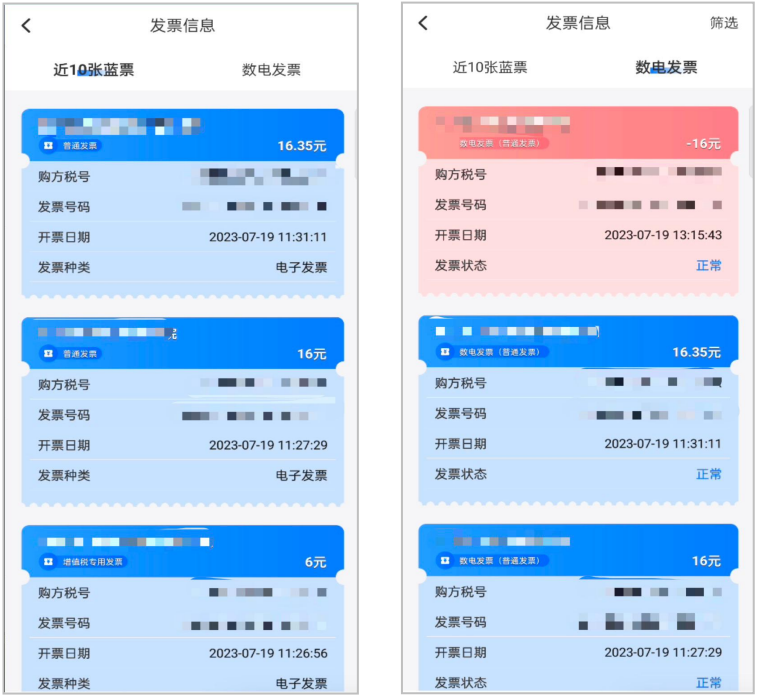 发票信息
近10张蓝票
数电发票
普通发票
16.35元
购方税号
发票号码
开票日期 2023-07-19 11:31:11
发票种类 电子发票
普通发票
16元
购方税号
发票号码
开票日期 2023-07-19 11:27:29
发票种类 电子发票
增值税专用发票
6元
购方税号
发票号码
开票日期 2023-07-19 11:26:56
发票种类 电子发票
发票信息 筛选
近10张蓝票
数电发票
数电发票（普通发票）
-16元
购方税号
发票号码
开票日期 2023-07-19 13:15:43
发票状态 正常
数电发票（普通发票）
16.35元
购方税号
发票号码
开票日期 2023-07-19 11:31:11
发票状态 正常
数电发票（普通发票）
16元
购方税号
发票号码
开票日期 2023-07-19 11:27:29
发票状态 正常